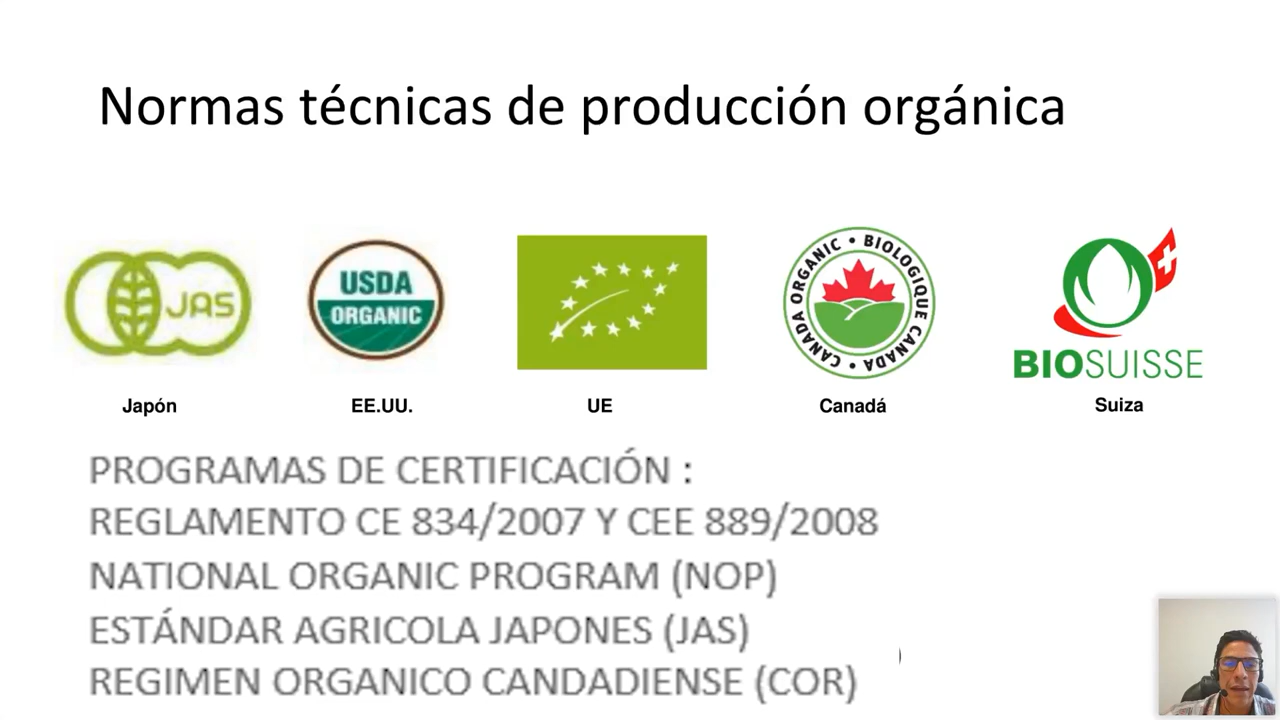 Normas técnicas de producción orgánica
JAS
USDA
ORGANIC
CANADA ORGANIC • BIOLOGIQUE CANADA •
BIOSUISSE
Japón
EE.UU.
UE
Canadá
Suiza
PROGRAMAS DE CERTIFICACIÓN :
REGLAMENTO CE 834/2007 Y CEE 889/2008
NATIONAL ORGANIC PROGRAM (NOP)
ESTÁNDAR AGRICOLA JAPONES (JAS)
REGIMEN ORGANICO CANDADIENSE (COR)
)